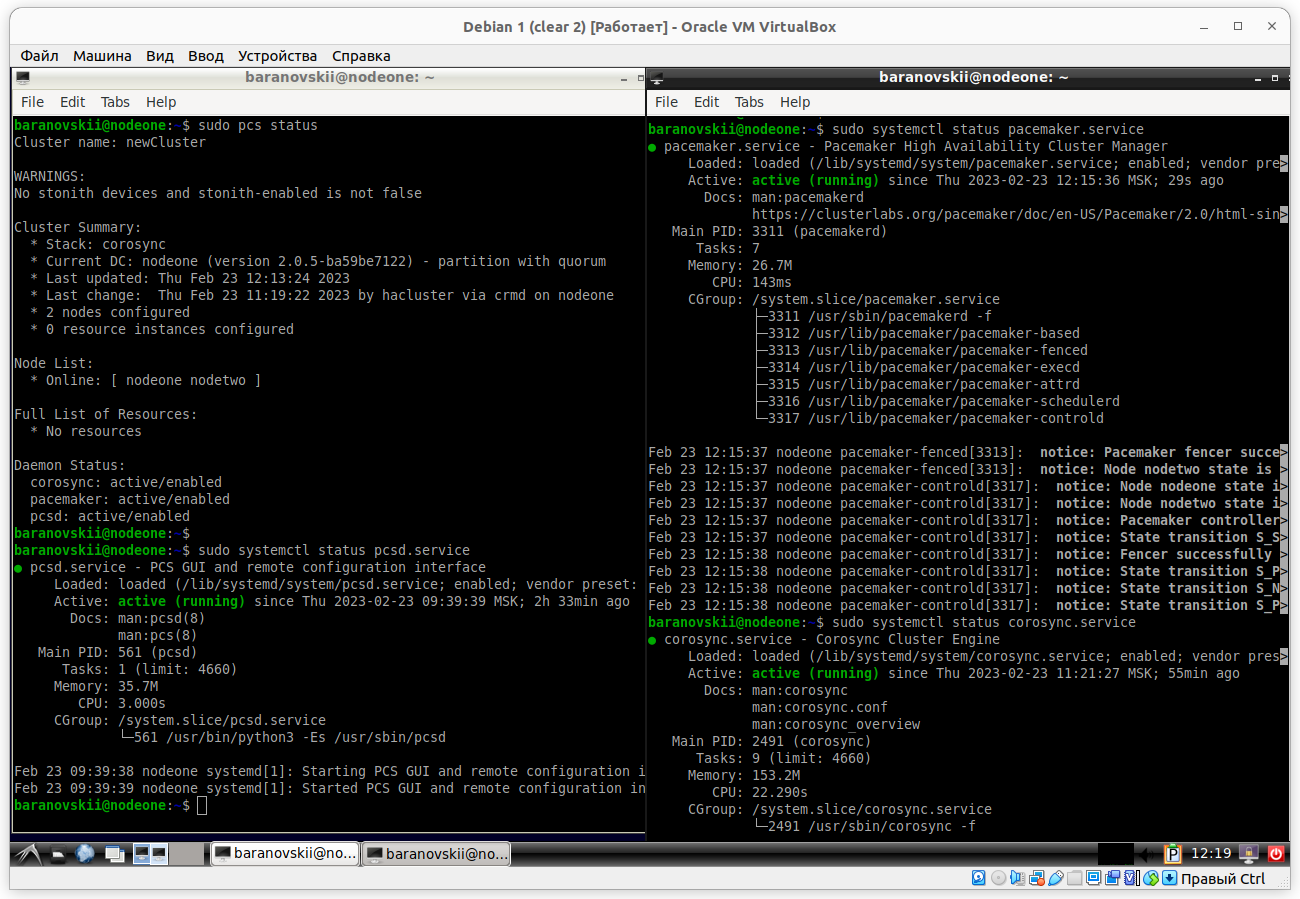 Debian 1 (clear 2) [Работает] - Oracle VM VirtualBox
Файл Машина Вид Ввод Устройства Справка
baranovskii@nodeone: ~
File Edit Tabs Help
baranovskii@nodeone:~$ sudo pcs status
Cluster name: newCluster
WARNINGS:
No stonith devices and stonith-enabled is not false
Cluster Summary:
* Stack: corosync
* Current DC: nodeone (version 2.0.5-ba59be7122) - partition with quorum
* Last updated: Thu Feb 23 12:13:24 2023
* Last change:  Thu Feb 23 11:19:22 2023 by hacluster via crmd on nodeone
* 2 nodes configured
* 0 resource instances configured
Node List:
* Online: [ nodeone nodetwo ]
Full List of Resources:
* No resources
Daemon Status:
corosync: active/enabled
pacemaker: active/enabled
pcsd: active/enabled
baranovskii@nodeone:~$
baranovskii@nodeone:~$ sudo systemctl status pcsd.service
● pcsd.service - PCS GUI and remote configuration interface
Loaded: loaded (/lib/systemd/system/pcsd.service; enabled; vendor preset:
Active: active (running) since Thu 2023-02-23 09:39:39 MSK; 2h 33min ago
Docs: man:pcsd(8)
man:pcs(8)
Main PID: 561 (pcsd)
Tasks: 1 (limit: 4660)
Memory: 35.7M
CPU: 3.000s
CGroup: /system.slice/pcsd.service
└─561 /usr/bin/python3 -Es /usr/sbin/pcsd
Feb 23 09:39:38 nodeone systemd[1]: Starting PCS GUI and remote configuration i
Feb 23 09:39:39 nodeone systemd[1]: Started PCS GUI and remote configuration in
baranovskii@nodeone:~$
baranovskii@nodeone: ~
File Edit Tabs Help
baranovskii@nodeone:~$ sudo systemctl status pacemaker.service
● pacemaker.service - Pacemaker High Availability Cluster Manager
Loaded: loaded (/lib/systemd/system/pacemaker.service; enabled; vendor pre>
Active: active (running) since Thu 2023-02-23 12:15:36 MSK; 29s ago
Docs: man:pacemakerd
https://clusterlabs.org/pacemaker/doc/en-US/Pacemaker/2.0/html-sin>
Main PID: 3311 (pacemakerd)
Tasks: 7
Memory: 26.7M
CPU: 143ms
CGroup: /system.slice/pacemaker.service
├─3311 /usr/sbin/pacemakerd -f
├─3312 /usr/lib/pacemaker/pacemaker-based
├─3313 /usr/lib/pacemaker/pacemaker-fenced
├─3314 /usr/lib/pacemaker/pacemaker-execd
├─3315 /usr/lib/pacemaker/pacemaker-attrd
├─3316 /usr/lib/pacemaker/pacemaker-schedulerd
└─3317 /usr/lib/pacemaker/pacemaker-controld
Feb 23 12:15:37 nodeone pacemaker-fenced[3313]:  notice: Pacemaker fencer succe>
Feb 23 12:15:37 nodeone pacemaker-fenced[3313]:  notice: Node nodetwo state is >
Feb 23 12:15:37 nodeone pacemaker-controld[3317]:  notice: Node nodeone state i>
Feb 23 12:15:37 nodeone pacemaker-controld[3317]:  notice: Node nodetwo state i>
Feb 23 12:15:37 nodeone pacemaker-controld[3317]:  notice: Pacemaker controller>
Feb 23 12:15:37 nodeone pacemaker-controld[3317]:  notice: State transition S_S>
Feb 23 12:15:38 nodeone pacemaker-controld[3317]:  notice: Fencer successfully >
Feb 23 12:15:38 nodeone pacemaker-controld[3317]:  notice: State transition S_P>
Feb 23 12:15:38 nodeone pacemaker-controld[3317]:  notice: State transition S_N>
Feb 23 12:15:38 nodeone pacemaker-controld[3317]:  notice: State transition S_P>
baranovskii@nodeone:~$ sudo systemctl status corosync.service
● corosync.service - Corosync Cluster Engine
Loaded: loaded (/lib/systemd/system/corosync.service; enabled; vendor pres>
Active: active (running) since Thu 2023-02-23 11:21:27 MSK; 55min ago
Docs: man:corosync
man:corosync.conf
man:corosync_overview
Main PID: 2491 (corosync)
Tasks: 9 (limit: 4660)
Memory: 153.2M
CPU: 22.290s
CGroup: /system.slice/corosync.service
└─2491 /usr/sbin/corosync -f
baranovskii@no... baranovskii@no... P 12:19
Правый Ctrl